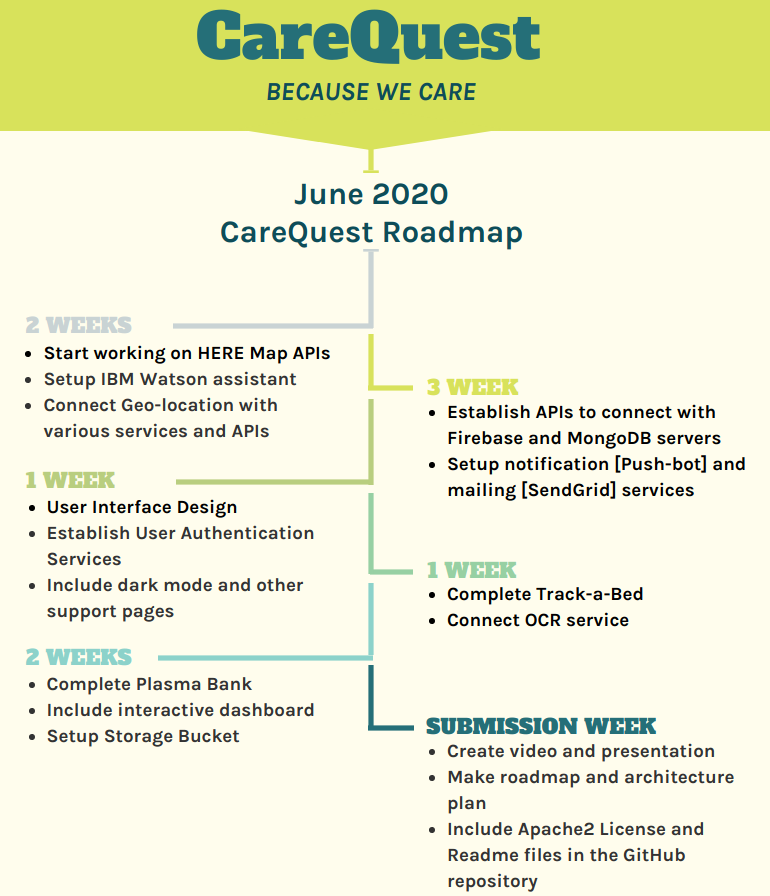 CareQuest
BECAUSE WE CARE
June 2020
CareQuest Roadmap
2 WEEKS
• Start working on HERE Map APIs
• Setup IBM Watson assistant
• Connect Geo-location with
various services and APIs
3 WEEK
• Establish APIs to connect with
Firebase and MongoDB servers
• Setup notification [Push-bot] and
mailing [SendGrid] services
1 WEEK
• User Interface Design
• Establish User Authentication
Services
• Include dark mode and other
support pages
1 WEEK
• Complete Track-a-Bed
• Connect OCR service
2 WEEKS
• Complete Plasma Bank
• Include interactive dashboard
• Setup Storage Bucket
SUBMISSION WEEK
• Create video and presentation
• Make roadmap and architecture
plan
• Include Apache2 License and
Readme files in the GitHub
repository